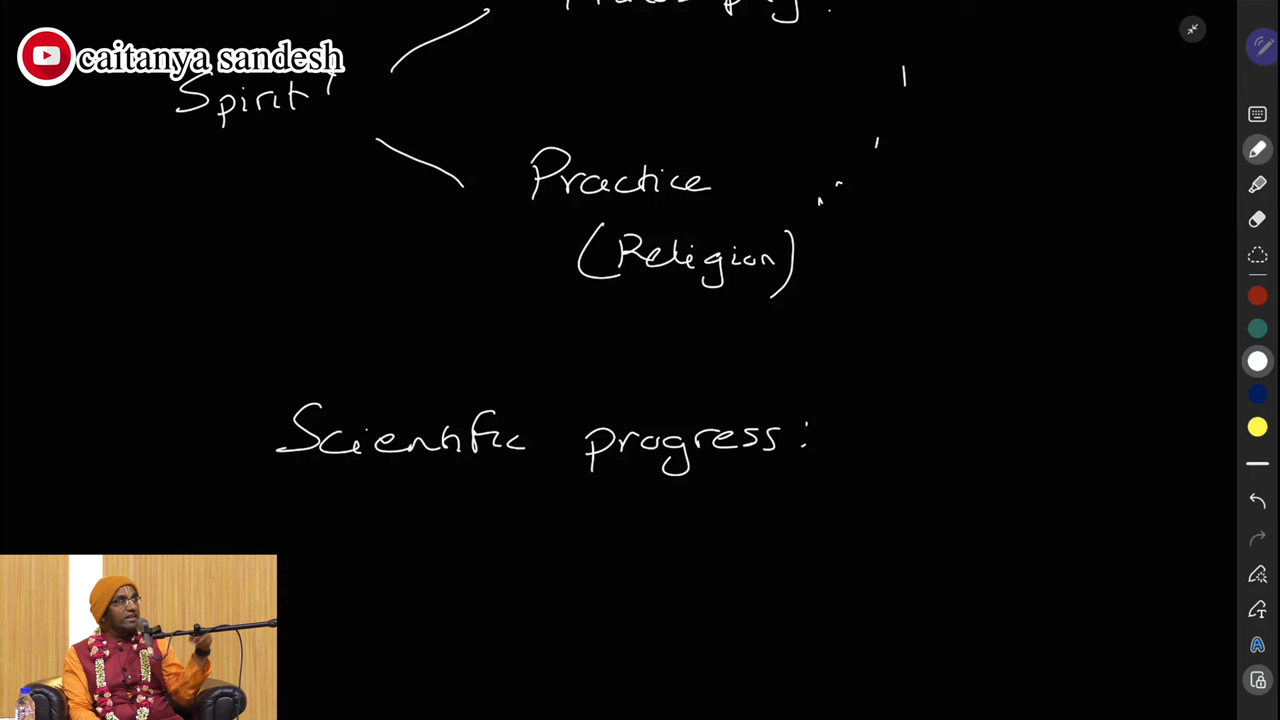 caitanya sandesh
Spirit
Practice
(Religion)
Scientific progress: